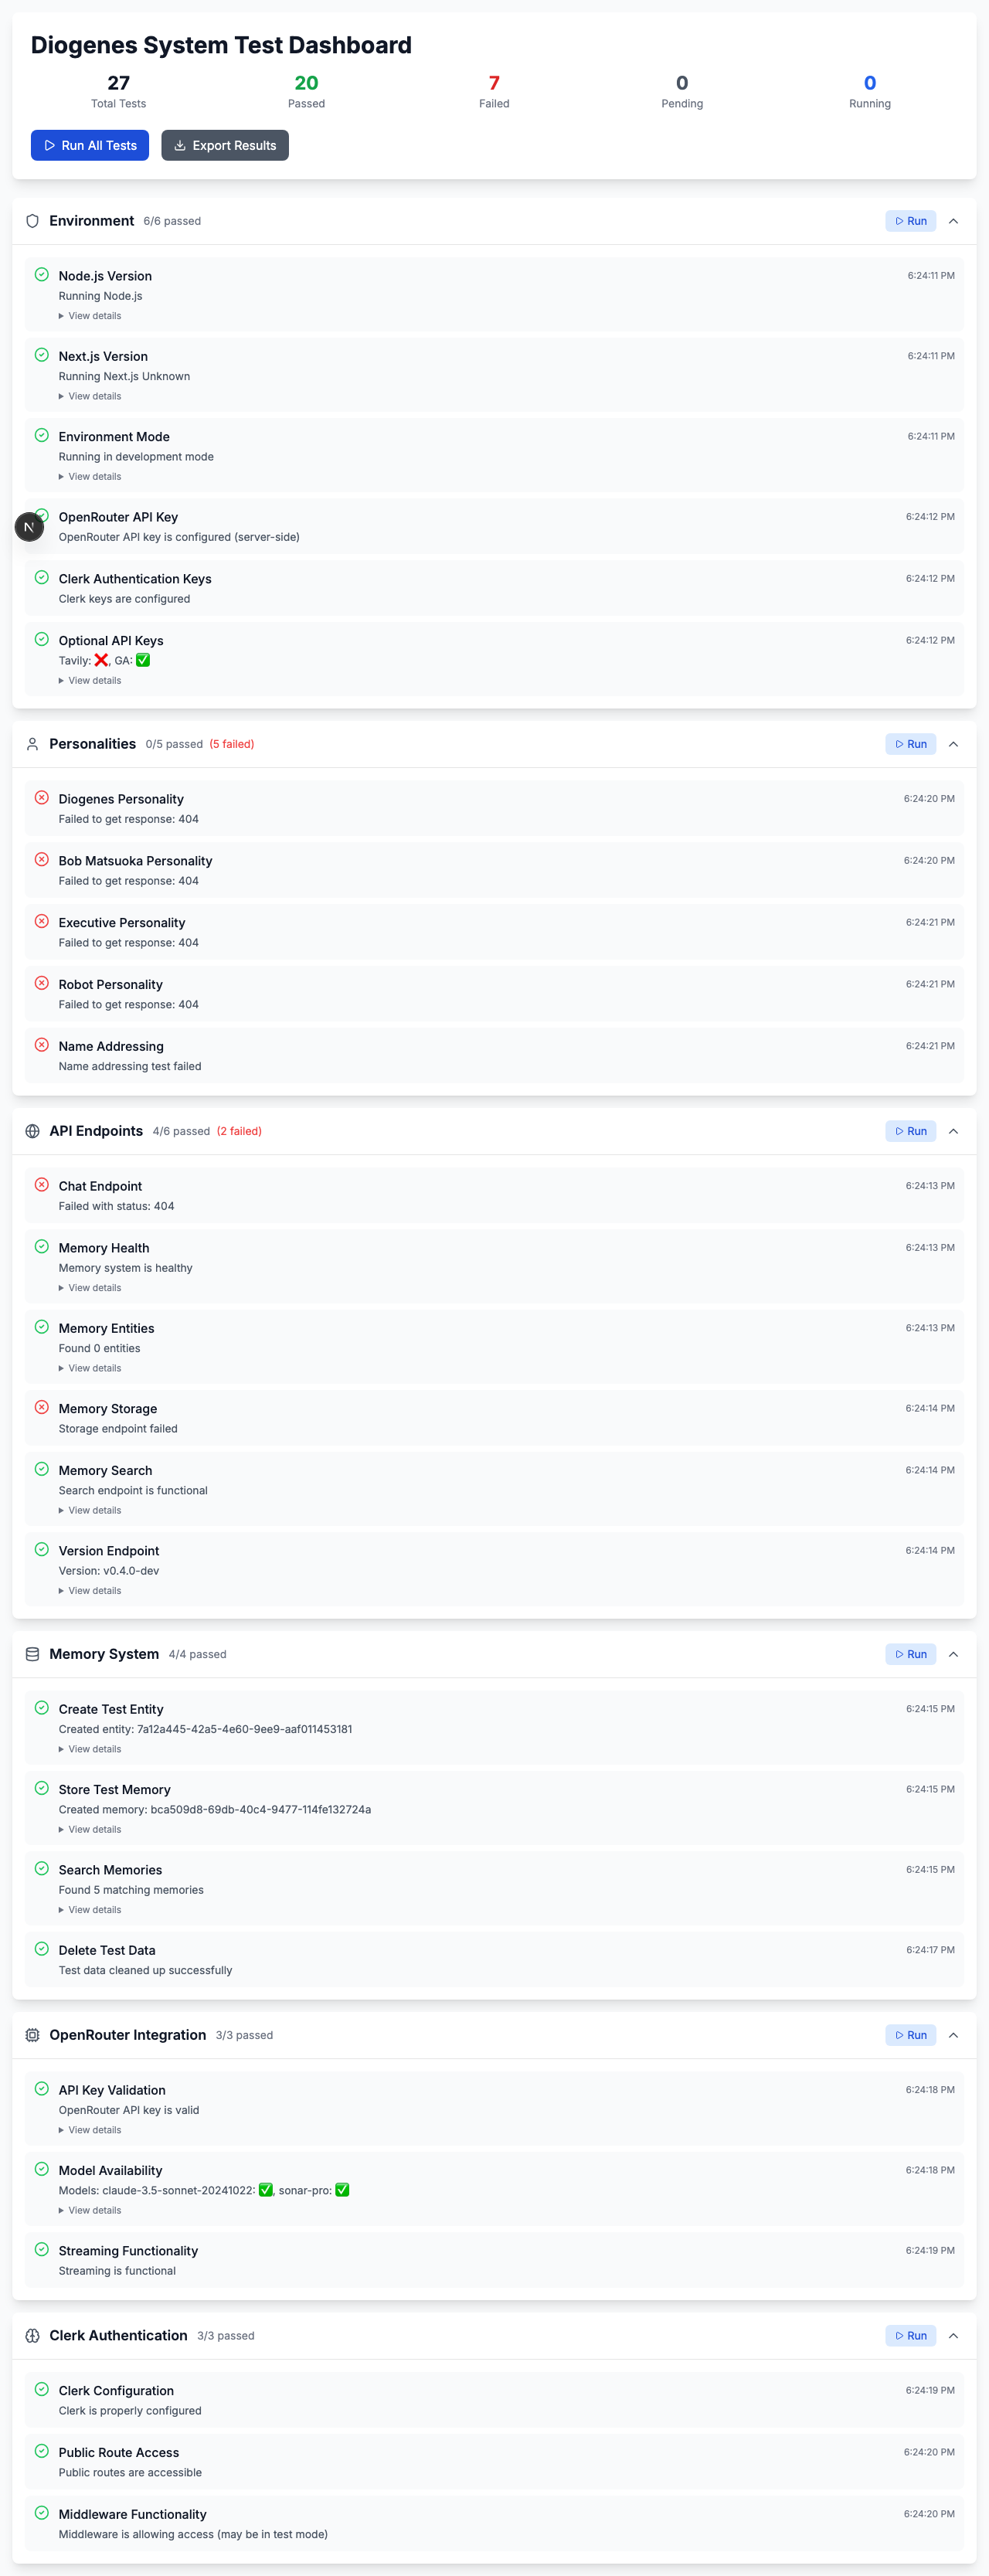 Diogenes System Test Dashboard
27 20 7 0 0
Total Tests Passed Failed Pending Running
Run All Tests Export Results
Environment 6/6 passed Run
Node.js Version 6:24:11 PM
Running Node.js
View details
Next.js Version 6:24:11 PM
Running Next.js Unknown
View details
Environment Mode 6:24:11 PM
Running in development mode
View details
N
OpenRouter API Key 6:24:12 PM
OpenRouter API key is configured (server-side)
Clerk Authentication Keys 6:24:12 PM
Clerk keys are configured
Optional API Keys 6:24:12 PM
Tavily: ❌, GA: ✅
View details
Personalities 0/5 passed (5 failed) Run
Diogenes Personality 6:24:20 PM
Failed to get response: 404
Bob Matsuoka Personality 6:24:20 PM
Failed to get response: 404
Executive Personality 6:24:21 PM
Failed to get response: 404
Robot Personality 6:24:21 PM
Failed to get response: 404
Name Addressing 6:24:21 PM
Name addressing test failed
API Endpoints 4/6 passed (2 failed) Run
Chat Endpoint 6:24:13 PM
Failed with status: 404
Memory Health 6:24:13 PM
Memory system is healthy
View details
Memory Entities 6:24:13 PM
Found 0 entities
View details
Memory Storage 6:24:14 PM
Storage endpoint failed
Memory Search 6:24:14 PM
Search endpoint is functional
View details
Version Endpoint 6:24:14 PM
Version: v0.4.0-dev
View details
Memory System 4/4 passed Run
Create Test Entity 6:24:15 PM
Created entity: 7a12a445-42a5-4e60-9ee9-aaf011453181
View details
Store Test Memory 6:24:15 PM
Created memory: bca509d8-69db-40c4-9477-114fe132724a
View details
Search Memories 6:24:15 PM
Found 5 matching memories
View details
Delete Test Data 6:24:17 PM
Test data cleaned up successfully
OpenRouter Integration 3/3 passed Run
API Key Validation 6:24:18 PM
OpenRouter API key is valid
View details
Model Availability 6:24:18 PM
Models: claude-3.5-sonnet-20241022: ✅, sonar-pro: ✅
View details
Streaming Functionality 6:24:19 PM
Streaming is functional
Clerk Authentication 3/3 passed Run
Clerk Configuration 6:24:19 PM
Clerk is properly configured
Public Route Access 6:24:20 PM
Public routes are accessible
Middleware Functionality 6:24:20 PM
Middleware is allowing access (may be in test mode)